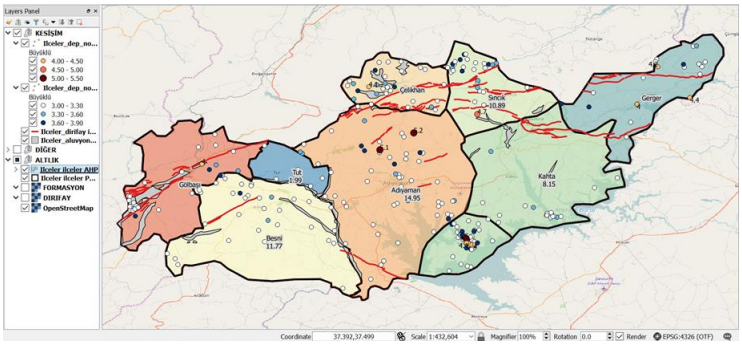 Layers Panel
KESİŞİM
Ilceler_dep_no...
Büyüklü
4.00 - 4.50
4.50 - 5.00
5.00 - 5.50
Ilceler_dep_no...
Büyüklü
3.00 - 3.30
3.30 - 3.60
3.60 - 3.90
Ilceler_dirifay i...
Ilceler_aluvyon...
DİĞER
ALTLIK
Ilceler ilceler AHP
Ilceler ilceler P...
FORMASYON
DIRIFAY
OpenStreetMap
Çelikhan
Sincik
10.89
Gerger
Gölbaşı
Tut
1.99
Adıyaman
14.95
Kahta
8.15
Besni
11.77
Coordinate 37.392,37.499 Scale 1:432,604 Magnifier 100% Rotation 0.0 Render EPSG:4326 (OTF)